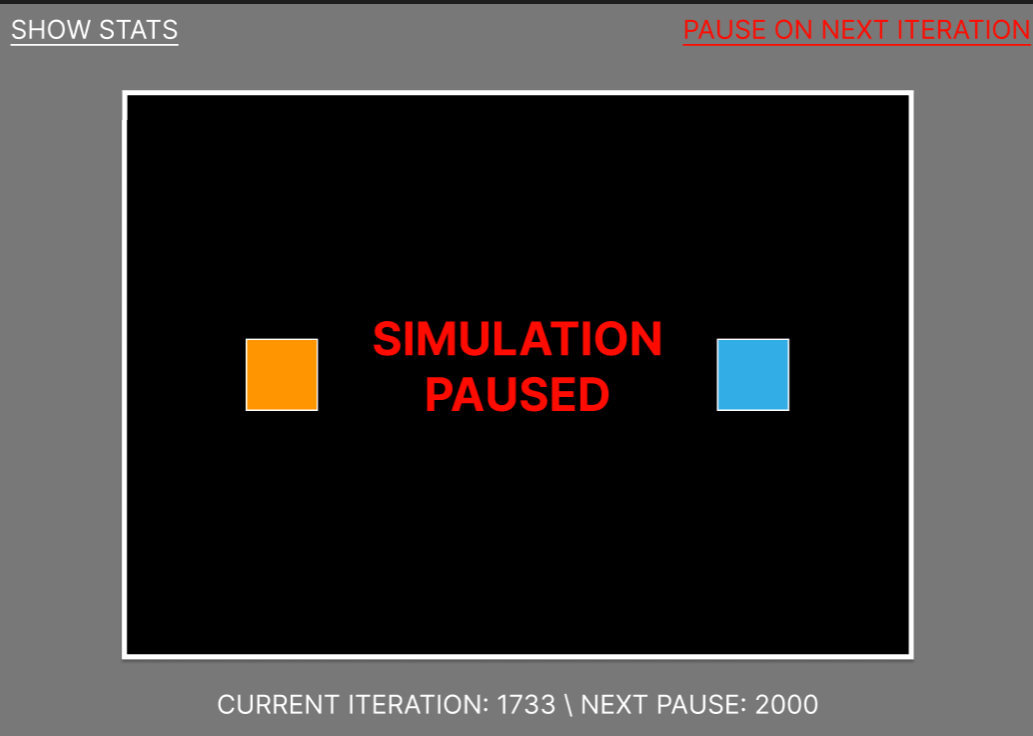 SHOW STATS
PAUSE ON NEXT ITERATION
SIMULATION
PAUSED
CURRENT ITERATION: 1733 \ NEXT PAUSE: 2000